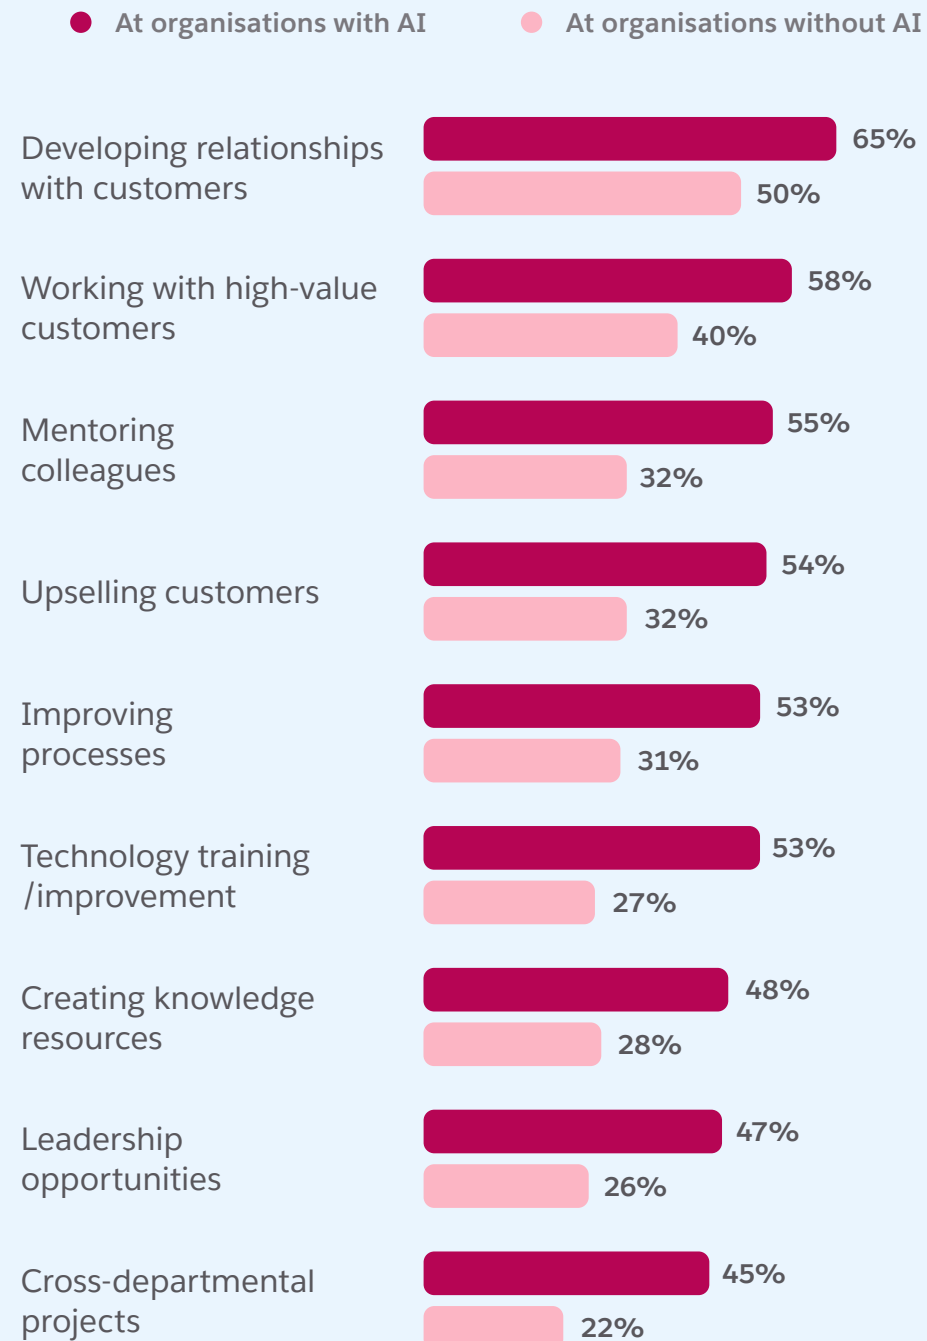 At organisations with AI
At organisations without AI
Developing relationships
with customers
65%
50%
Working with high-value
customers
58%
40%
Mentoring
colleagues
55%
32%
Upselling customers
54%
32%
Improving
processes
53%
31%
Technology training
/improvement
53%
27%
Creating knowledge
resources
48%
28%
Leadership
opportunities
47%
26%
Cross-departmental
projects
45%
22%